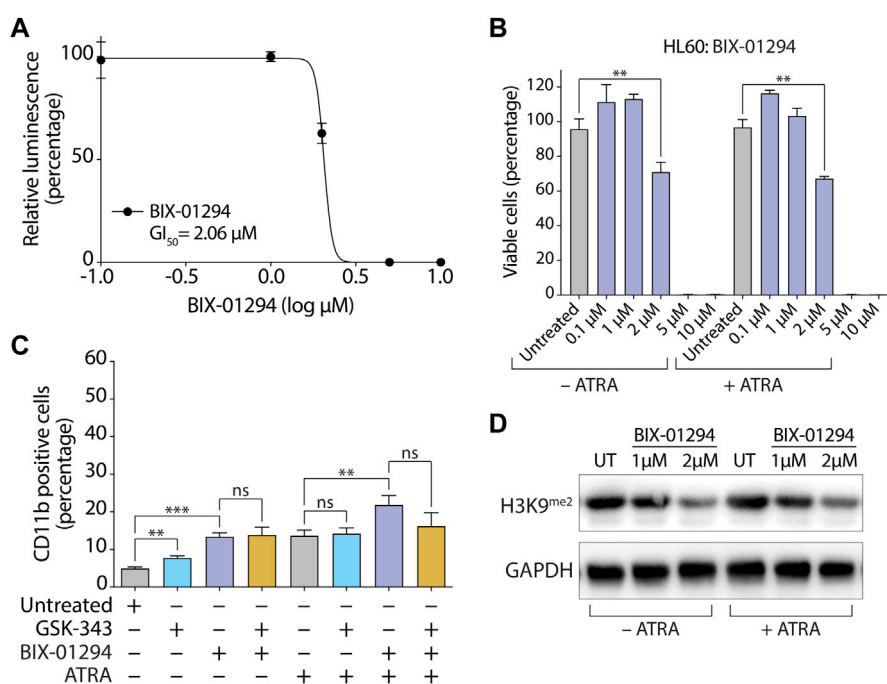 A
Relative luminescence
(percentage)
100
50
0
BIX-01294
GI50= 2.06 µM
-1.0 -0.5 0.0 0.5 1.0
BIX-01294 (log µM)
B
HL60: BIX-01294
Viable cells (percentage)
120
100
80
60
40
20
0
** **
Untreated 0.1 µM 1 µM 2 µM 5 µM 10 µM Untreated 0.1 µM 1 µM 2 µM 5 µM 10 µM
– ATRA + ATRA
C
CD11b positive cells
(percentage)
60
50
40
30
20
10
0
** *** ns ns ** ns
Untreated + – – – – – – –
GSK-343 – + – + – + – +
BIX-01294 – – + + – – + +
ATRA – – – – + + + +
D
BIX-01294 BIX-01294
UT 1µM 2µM UT 1µM 2µM
H3K9me2
GAPDH
– ATRA + ATRA